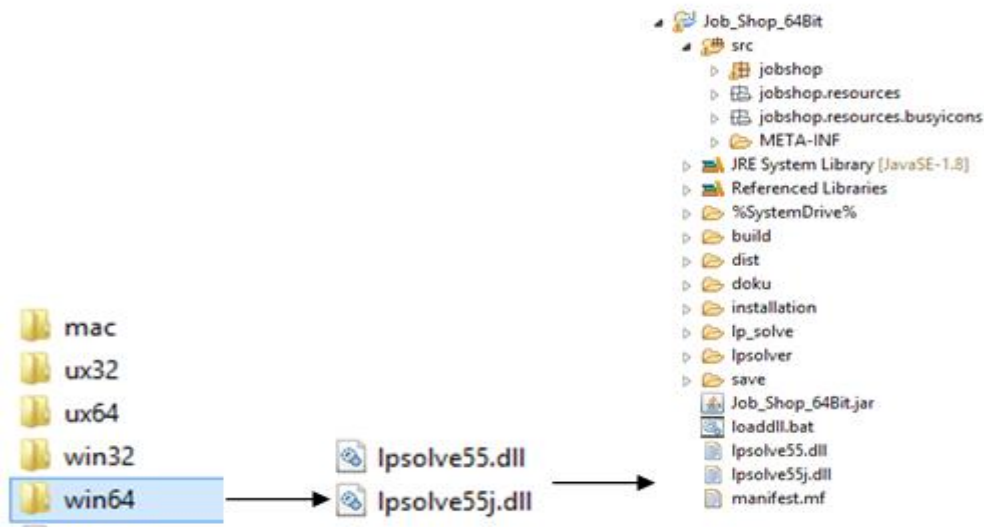 mac
ux32
ux64
win32
win64
lpsolve55.dll
lpsolve55j.dll
Job_Shop_64Bit
src
jobshop
jobshop.resources
jobshop.resources.busyicons
META-INF
JRE System Library [JavaSE-1.8]
Referenced Libraries
%SystemDrive%
build
dist
doku
installation
lp_solve
lpsolver
save
Job_Shop_64Bit.jar
loaddll.bat
lpsolve55.dll
lpsolve55j.dll
manifest.mf